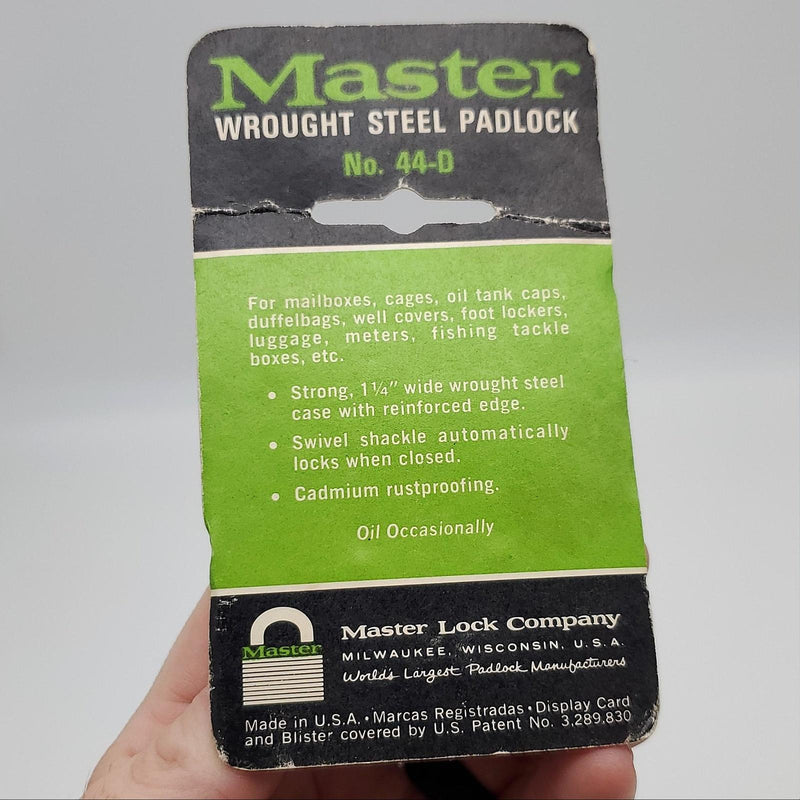 Master
WROUGHT STEEL PADLOCK
No. 44-D
For mailboxes, cages, oil tank caps,
duffelbags, well covers, foot lockers,
luggage, meters, fishing tackle
boxes, etc.
• Strong, 1¼" wide wrought steel
case with reinforced edge.
• Swivel shackle automatically
locks when closed.
• Cadmium rustproofing.
Oil Occasionally
Master
Master Lock Company
MILWAUKEE, WISCONSIN, U.S.A.
World's Largest Padlock Manufacturers
Made in U.S.A. • Marcas Registradas • Display Card
and Blister covered by U.S. Patent No. 3,289,830